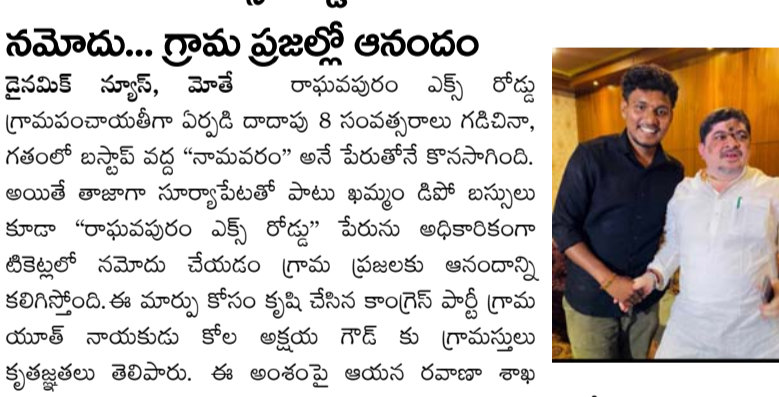 నమోదు... గ్రామ ప్రజల్లో ఆనందం
డైనమిక్ న్యూస్, మోతే రాఘవపురం ఎక్స్ రోడ్డు
గ్రామపంచాయతీగా ఏర్పడి దాదాపు 8 సంవత్సరాలు గడిచినా,
గతంలో బస్టాప్ వద్ద “నామవరం” అనే పేరుతోనే కొనసాగింది.
అయితే తాజాగా సూర్యాపేటతో పాటు ఖమ్మం డిపో బస్సులు
కూడా “రాఘవపురం ఎక్స్ రోడ్డు” పేరును అధికారికంగా
టికెట్లలో నమోదు చేయడం గ్రామ ప్రజలకు ఆనందాన్ని
కలిగిస్తోంది. ఈ మార్పు కోసం కృషి చేసిన కాంగ్రెస్ పార్టీ గ్రామ
యూత్ నాయకుడు కోల అక్షయ గౌడ్ కు గ్రామస్తులు
కృతజ్ఞతలు తెలిపారు. ఈ అంశంపై ఆయన రవాణా శాఖ